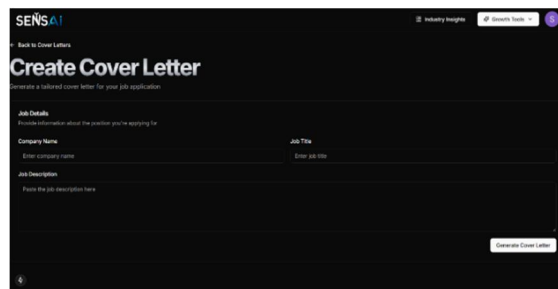 SENSAI
Industry Insights
Growth Tools
S
← Back to Cover Letters
Create Cover Letter
Generate a tailored cover letter for your job application
Job Details
Provide information about the position you're applying for
Company Name
Job Title
Enter company name
Enter job title
Job Description
Paste the job description here
Generate Cover Letter